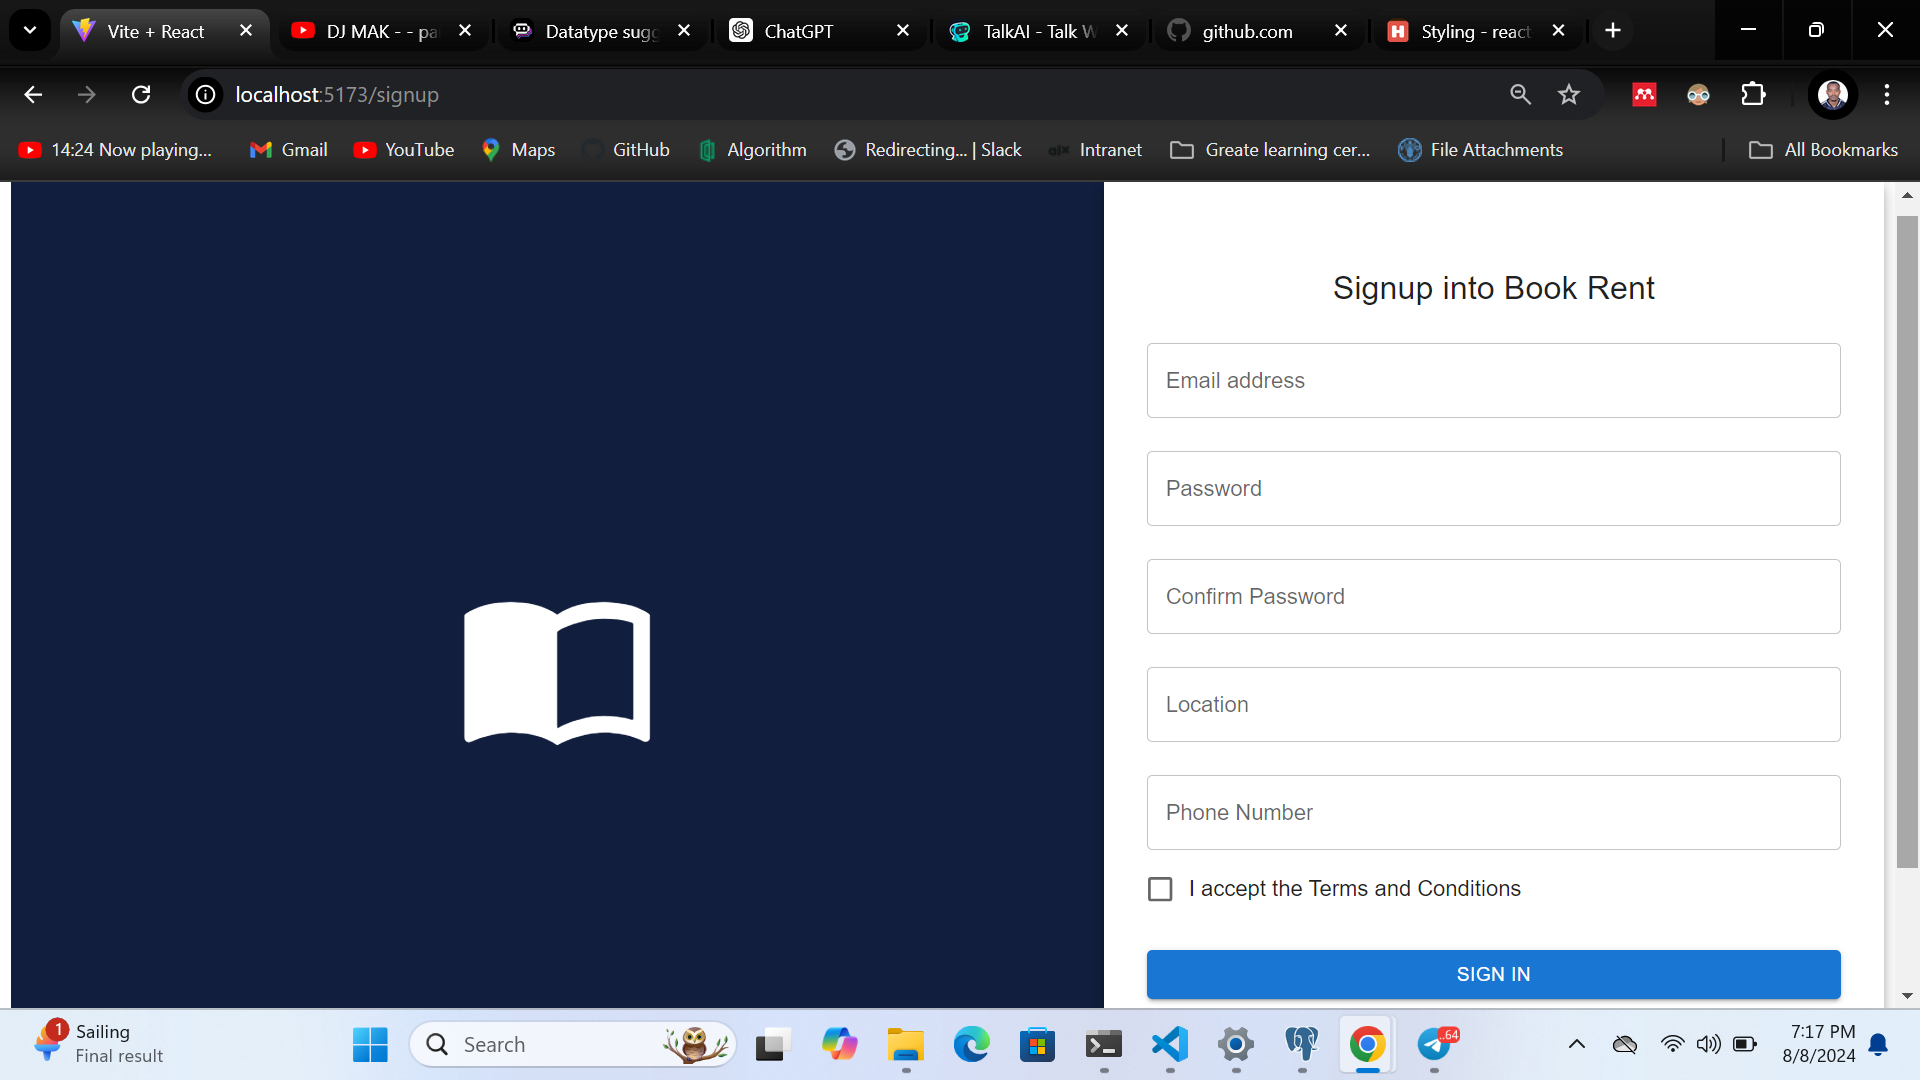 Vite + React
DJ MAK - - pa
Datatype sugg
ChatGPT
TalkAI - Talk W
github.com
Styling - react
localhost:5173/signup
14:24 Now playing...
Gmail
YouTube
Maps
GitHub
Algorithm
Redirecting... | Slack
alx
Intranet
Greate learning cer...
File Attachments
All Bookmarks
Signup into Book Rent
Email address
Password
Confirm Password
Location
Phone Number
I accept the Terms and Conditions
SIGN IN
1
Sailing
Final result
Search
..64
7:17 PM
8/8/2024